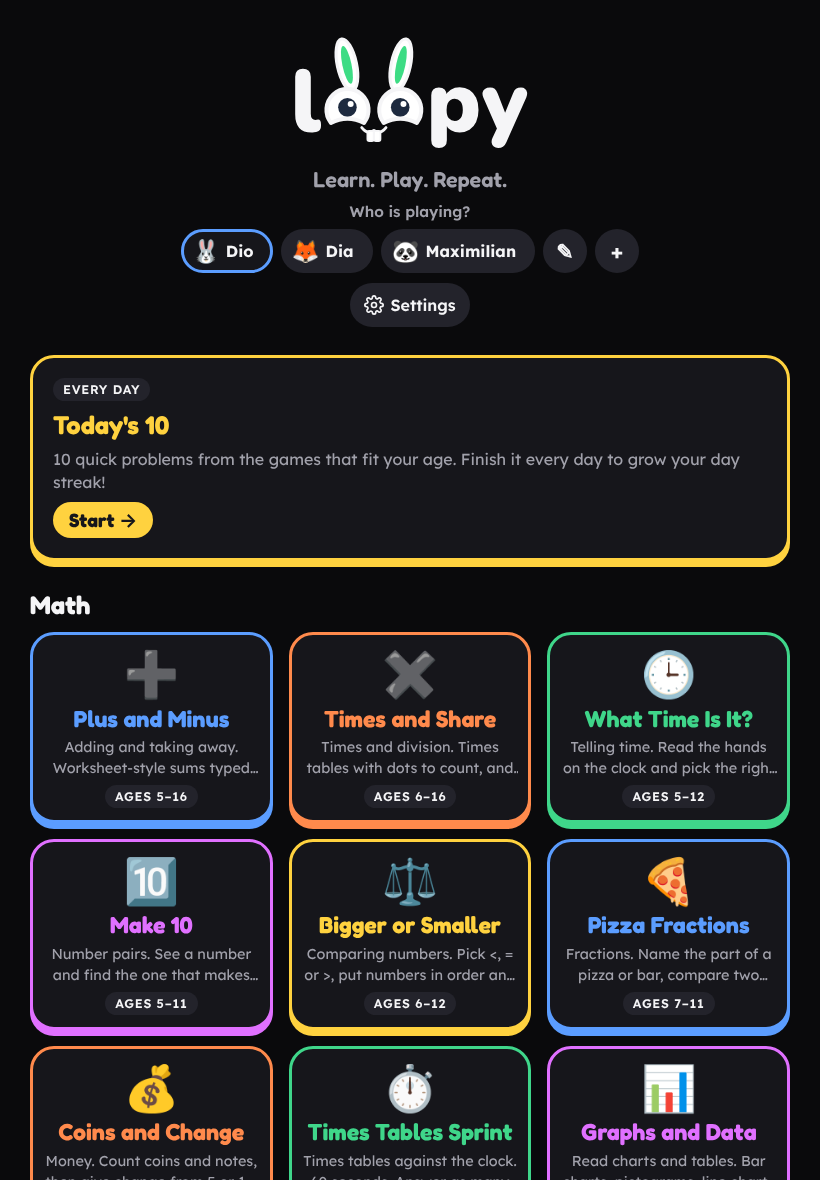 loopy
Learn. Play. Repeat.
Who is playing?
Dio
Dia
Maximilian
Settings
EVERY DAY
Today's 10
10 quick problems from the games that fit your age. Finish it every day to grow your day
streak!
Start →
Math
Plus and Minus
Adding and taking away.
Worksheet-style sums typed…
AGES 5–16
Times and Share
Times and division. Times
tables with dots to count, and…
AGES 6–16
What Time Is It?
Telling time. Read the hands
on the clock and pick the righ…
AGES 5–12
10
Make 10
Number pairs. See a number
and find the one that makes…
AGES 5–11
Bigger or Smaller
Comparing numbers. Pick <, =
or >, put numbers in order an…
AGES 6–12
Pizza Fractions
Fractions. Name the part of a
pizza or bar, compare two…
AGES 7–11
Coins and Change
Money. Count coins and notes,
Times Tables Sprint
Times tables against the clock.
Graphs and Data
Read charts and tables. Bar